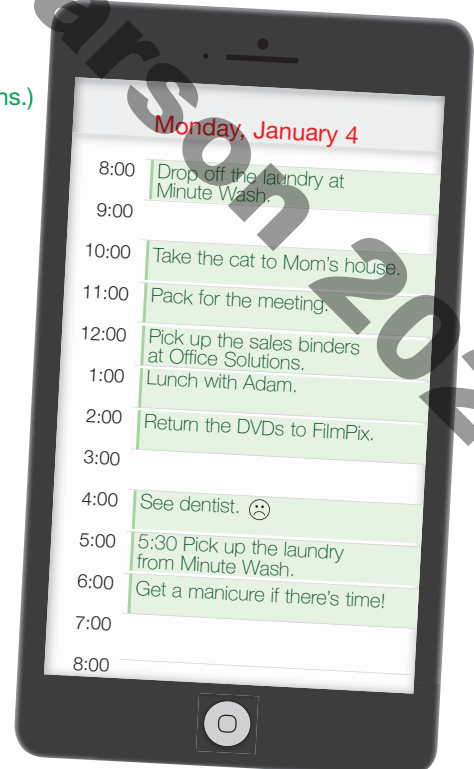 ns.)
Monday, January 4
8:00 Drop off the laundry at
Minute Wash.
9:00
10:00 Take the cat to Mom's house.
11:00 Pack for the meeting.
12:00 Pick up the sales binders
at Office Solutions.
1:00 Lunch with Adam.
2:00 Return the DVDs to FilmPix.
3:00
4:00 See dentist. ☹
5:00 5:30 Pick up the laundry
from Minute Wash.
6:00 Get a manicure if there's time!
7:00
8:00
arson 202